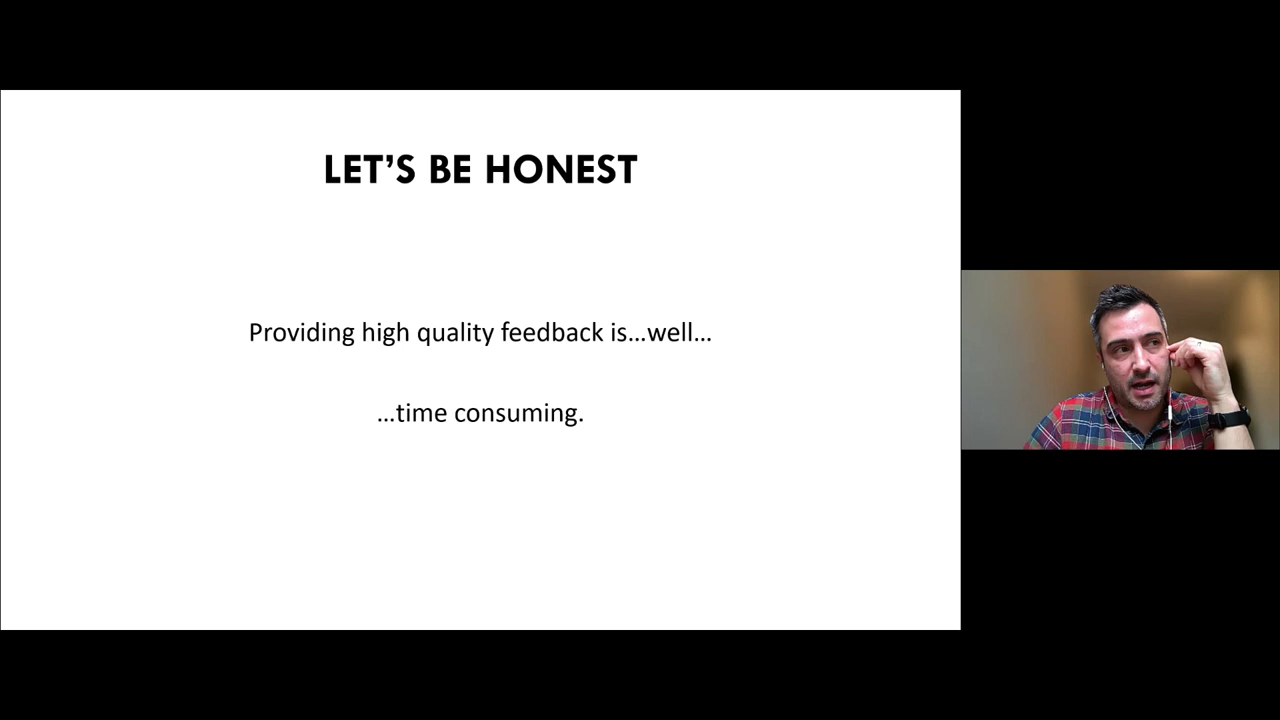 LET’S BE HONEST
Providing high quality feedback is…well…
…time consuming.